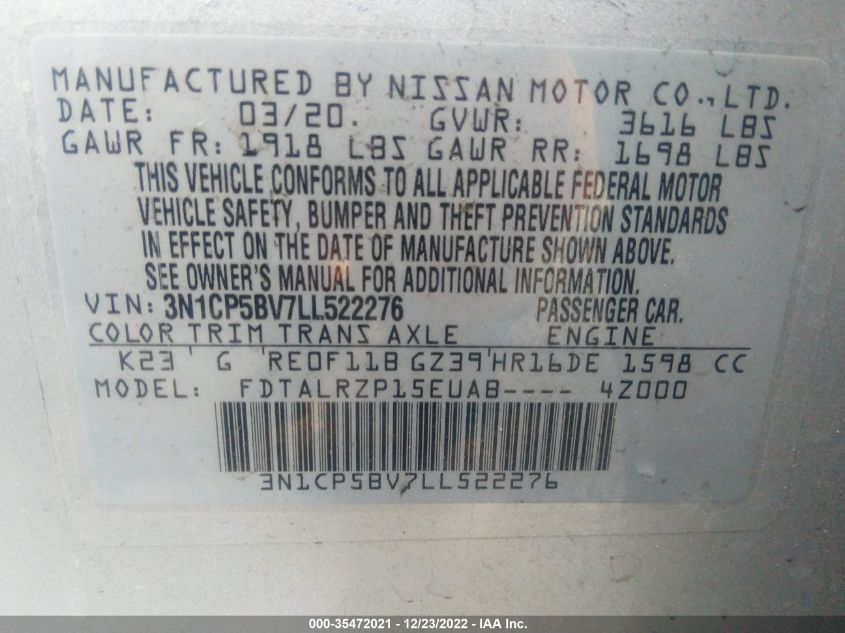 MANUFACTURED BY NISSAN MOTOR CO., LTD.
DATE: 03/20. GVWR: 3616 LBS
GAWR FR: 1918 LBS GAWR RR: 1698 LBS
THIS VEHICLE CONFORMS TO ALL APPLICABLE FEDERAL MOTOR
VEHICLE SAFETY, BUMPER AND THEFT PREVENTION STANDARDS
IN EFFECT ON THE DATE OF MANUFACTURE SHOWN ABOVE.
SEE OWNER'S MANUAL FOR ADDITIONAL INFORMATION.
VIN: 3N1CP5BV7LL522276 PASSENGER CAR.
COLOR TRIM TRANS AXLE ENGINE
K23 G RE0F11B GZ39 HR16DE 1598 CC
MODEL: FDTALRZP15EUAB---- 4Z000
3N1CP5BV7LL522276
000-35472021 - 12/23/2022 - IAA Inc.